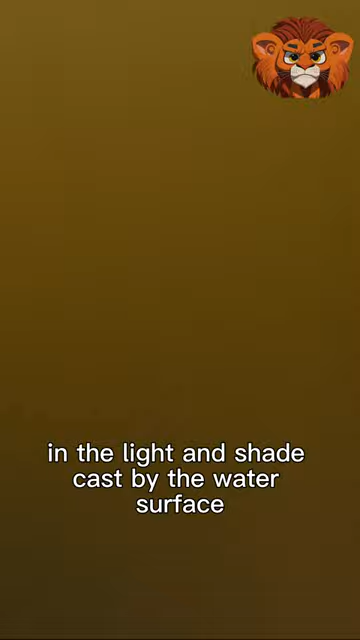 in the light and shade
cast by the water
surface